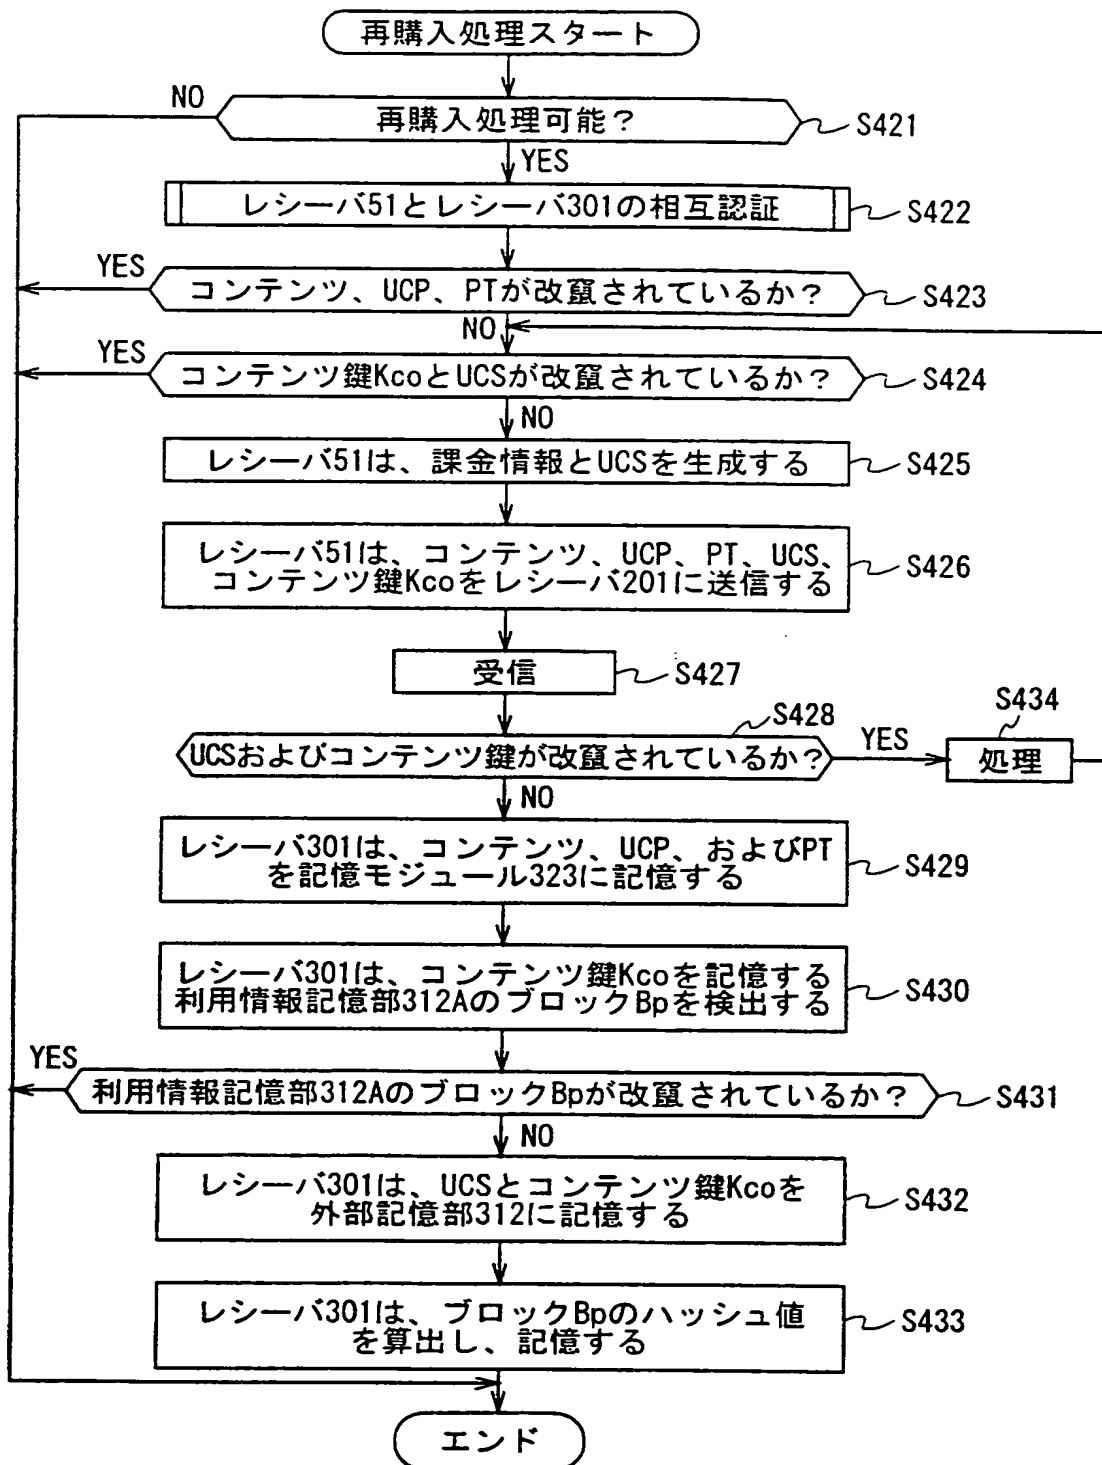 再購入処理スタート
NO
再購入処理可能？
S421
YES
レシーバ51とレシーバ301の相互認証
S422
YES
コンテンツ、UCP、PTが改竄されているか？
S423
NO
YES
コンテンツ鍵KcoとUCSが改竄されているか？
S424
NO
レシーバ51は、課金情報とUCSを生成する
S425
レシーバ51は、コンテンツ、UCP、PT、UCS、
コンテンツ鍵Kcoをレシーバ201に送信する
S426
受信
S427
S428
S434
UCSおよびコンテンツ鍵が改竄されているか？
YES
処理
NO
レシーバ301は、コンテンツ、UCP、およびPT
を記憶モジュール323に記憶する
S429
レシーバ301は、コンテンツ鍵Kcoを記憶する
利用情報記憶部312AのブロックBpを検出する
S430
YES
利用情報記憶部312AのブロックBpが改竄されているか？
S431
NO
レシーバ301は、UCSとコンテンツ鍵Kcoを
外部記憶部312に記憶する
S432
レシーバ301は、ブロックBpのハッシュ値
を算出し、記憶する
S433
エンド